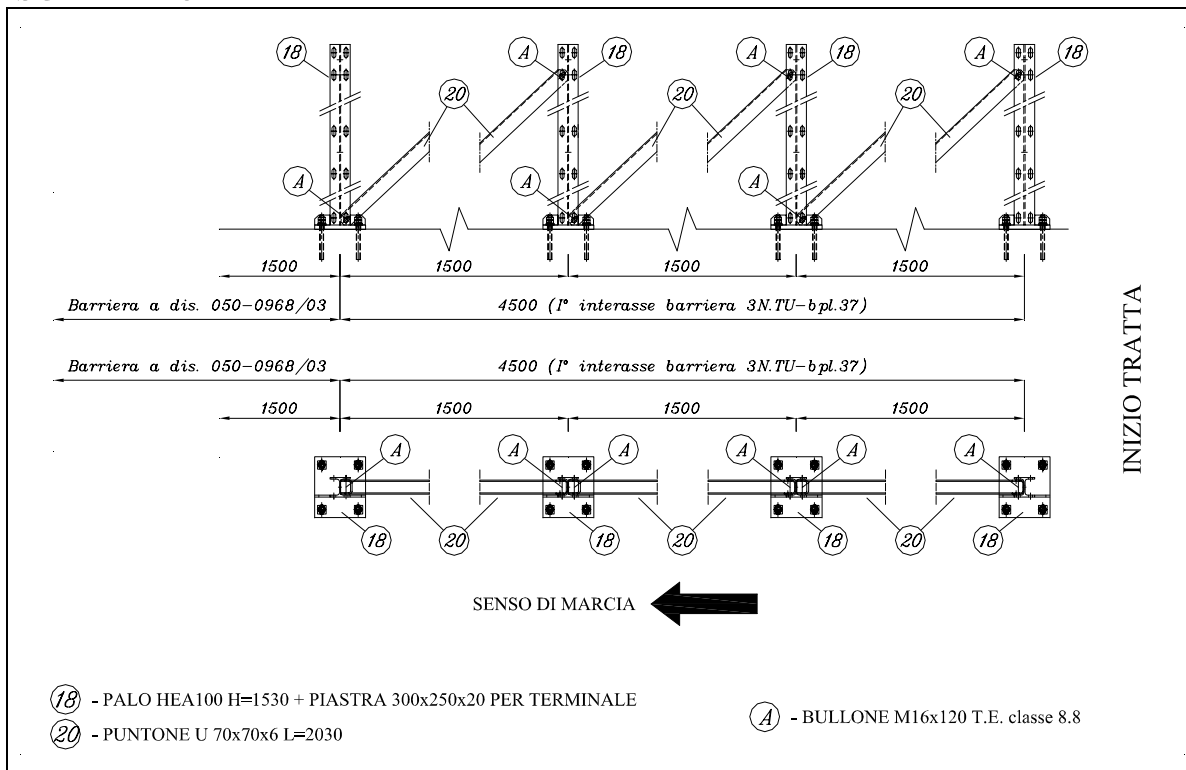 18 A 18 A 18 A 18
20 20 20
A A A
1500 1500 1500 1500
Barriera a dis. 050-0968/03 4500 (I° interasse barriera 3N.TU-bpl.37)
Barriera a dis. 050-0968/03 4500 (I° interasse barriera 3N.TU-bpl.37)
1500 1500 1500 1500
A A A A A A
18 20 18 20 18 20 18
INIZIO TRATTA
SENSO DI MARCIA
18 - PALO HEA100 H=1530 + PIASTRA 300x250x20 PER TERMINALE
20 - PUNTONE U 70x70x6 L=2030
A - BULLONE M16x120 T.E. classe 8.8